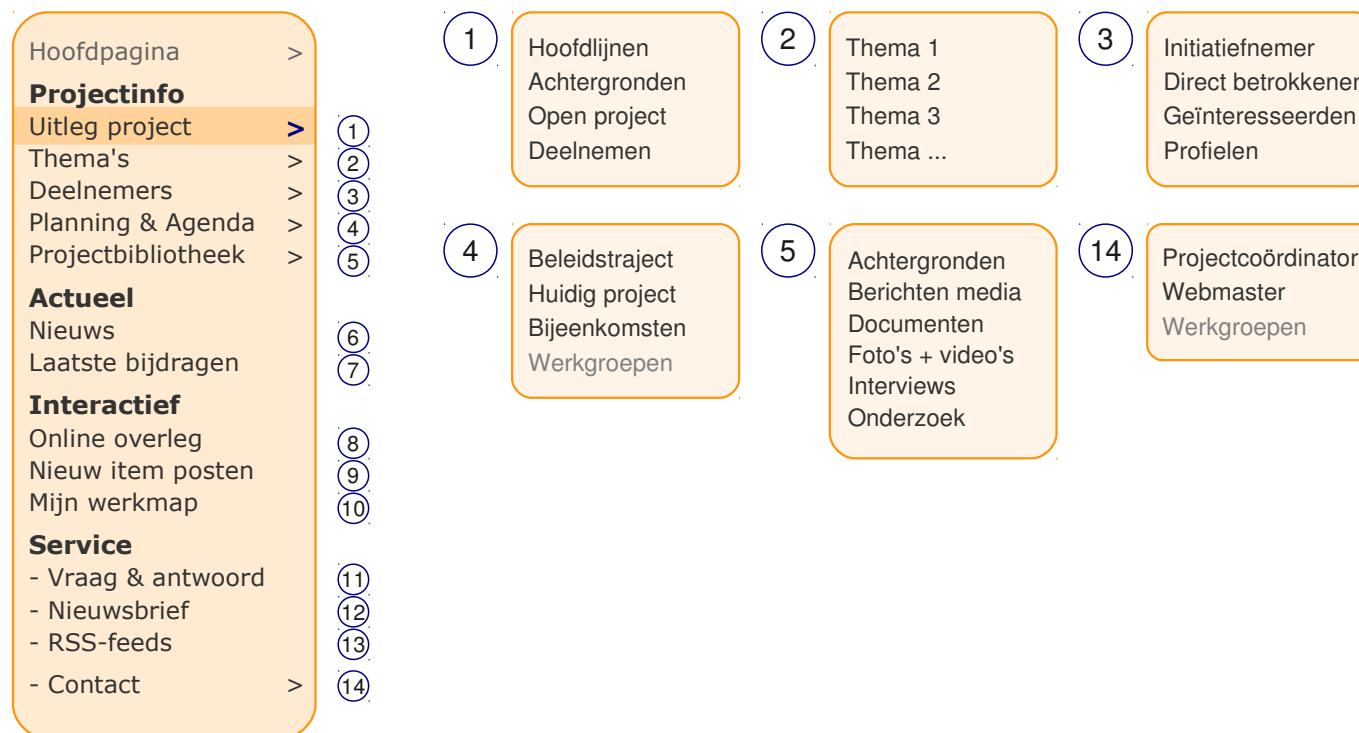 Hoofdpagina >
Projectinfo
Uitleg project > 1
Thema's > 2
Deelnemers > 3
Planning & Agenda > 4
Projectbibliotheek > 5
Actueel
Nieuws 6
Laatste bijdragen 7
Interactief
Online overleg 8
Nieuw item posten 9
Mijn werkmap 10
Service
- Vraag & antwoord 11
- Nieuwsbrief 12
- RSS-feeds 13
- Contact > 14
1
Hoofdlijnen
Achtergronden
Open project
Deelnemen
2
Thema 1
Thema 2
Thema 3
Thema ...
3
Initiatiefnemer
Direct betrokkenen
Geïnteresseerden
Profielen
4
Beleidstraject
Huidig project
Bijeenkomsten
Werkgroepen
5
Achtergronden
Berichten media
Documenten
Foto's + video's
Interviews
Onderzoek
14
Projectcoördinator
Webmaster
Werkgroepen